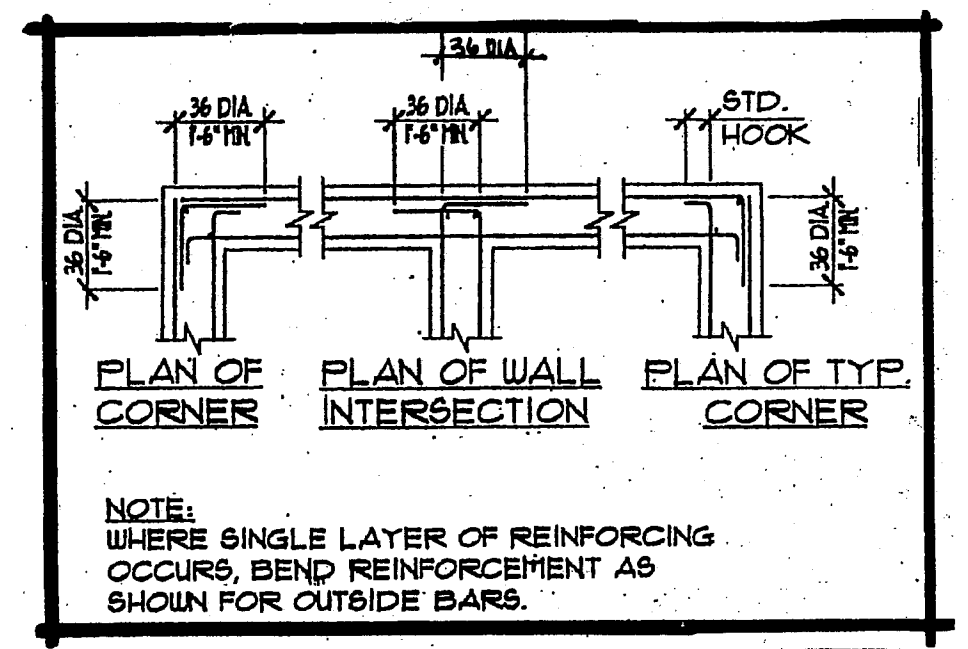 36 DIA.
36 DIA.
1'-6" MIN.
36 DIA.
1'-6" MIN.
STD.
HOOK
36 DIA.
1'-6" MIN.
36 DIA.
1'-6" MIN.
PLAN OF
CORNER
PLAN OF WALL
INTERSECTION
PLAN OF TYP.
CORNER
NOTE:
WHERE SINGLE LAYER OF REINFORCING
OCCURS, BEND REINFORCEMENT AS
SHOWN FOR OUTSIDE BARS.